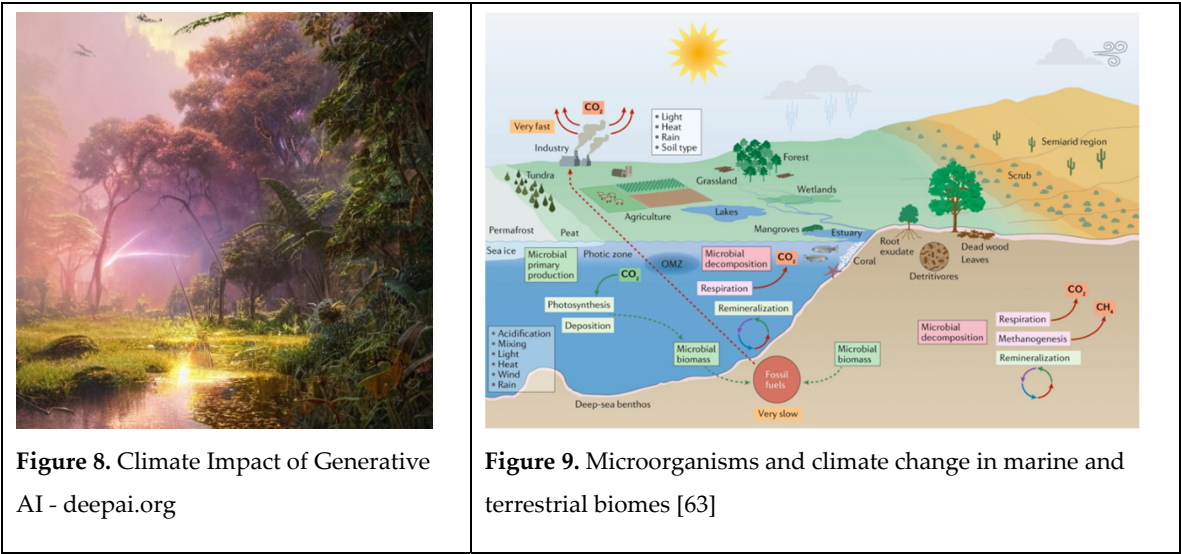 CO₂
Very fast
Industry
• Light
• Heat
• Rain
• Soil type
Forest
Semiarid region
Tundra
Grassland
Scrub
Wetlands
Agriculture
Lakes
Mangroves
Estuary
Permafrost
Peat
Sea ice
Microbial
primary
production
Photic zone
OMZ
Microbial
decomposition
CO₂
Coral
Root
exudate
Dead wood
Leaves
Detritivores
CO₂
Respiration
Photosynthesis
Deposition
Remineralization
• Acidification
• Mixing
• Light
• Heat
• Wind
• Rain
Microbial
biomass
Fossil
fuels
Very slow
Microbial
biomass
Deep-sea benthos
Microbial
decomposition
CO₂
CH₄
Respiration
Methanogenesis
Remineralization
Figure 8. Climate Impact of Generative
AI - deepai.org
Figure 9. Microorganisms and climate change in marine and
terrestrial biomes [63]